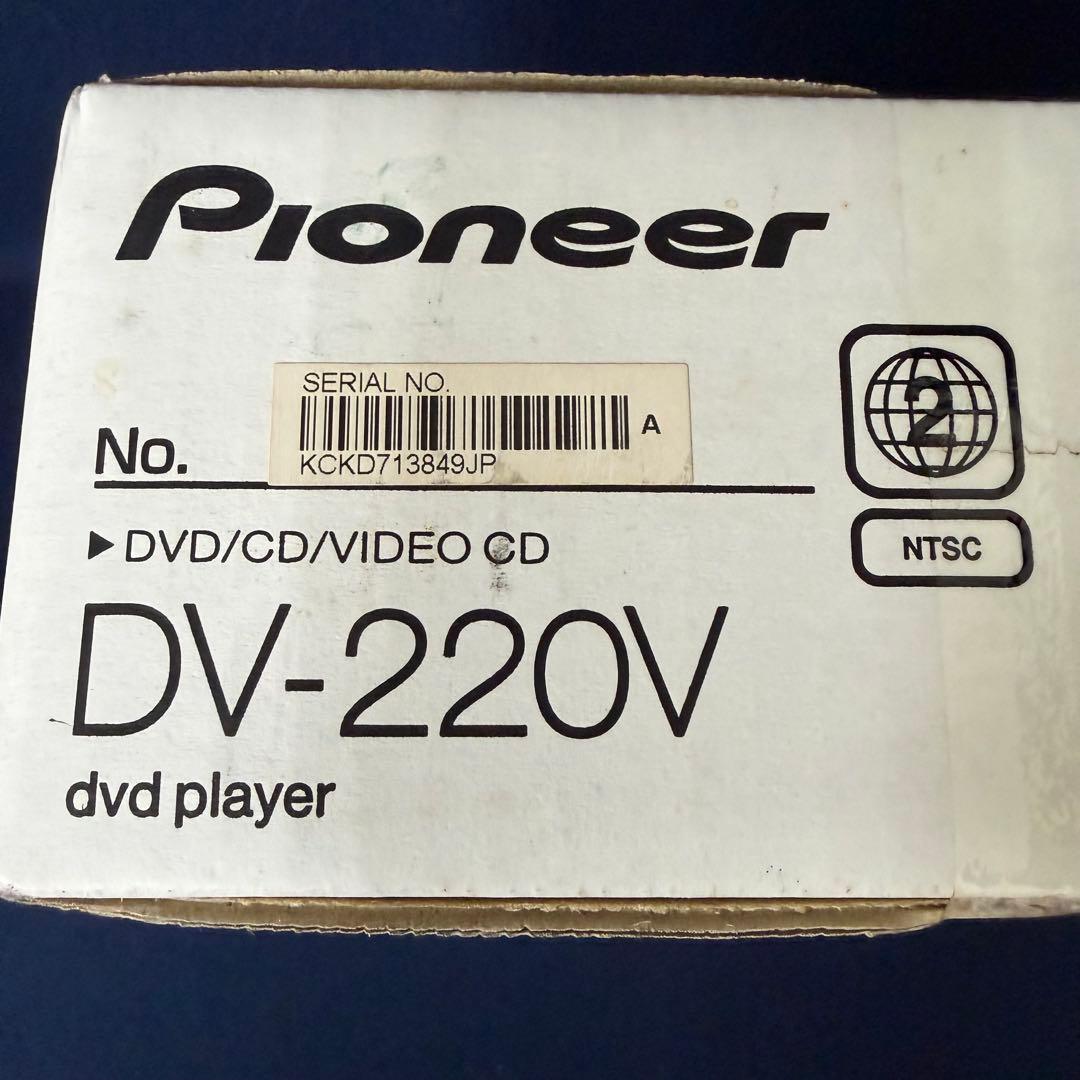 Pioneer
SERIAL NO.
A
KCKD713849JP
No.
2
▶DVD/CD/VIDEO CD
NTSC
DV-220V
dvd player